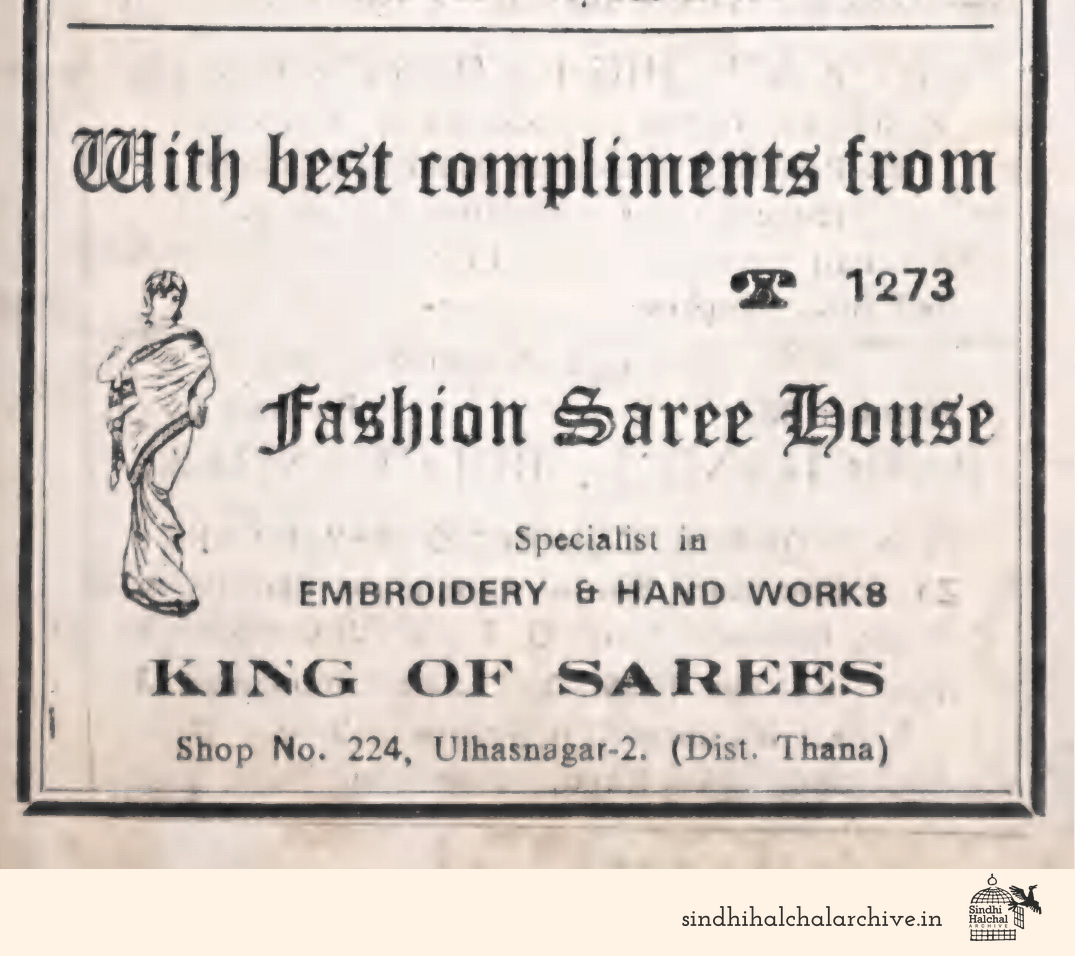 With best compliments from
☎ 1273
Fashion Saree House
Specialist in
EMBROIDERY & HAND WORKS
KING OF SAREES
Shop No. 224, Ulhasnagar-2. (Dist. Thana)
sindhihalchalarchive.in
Sindhi
Halchal
ARCHIVE